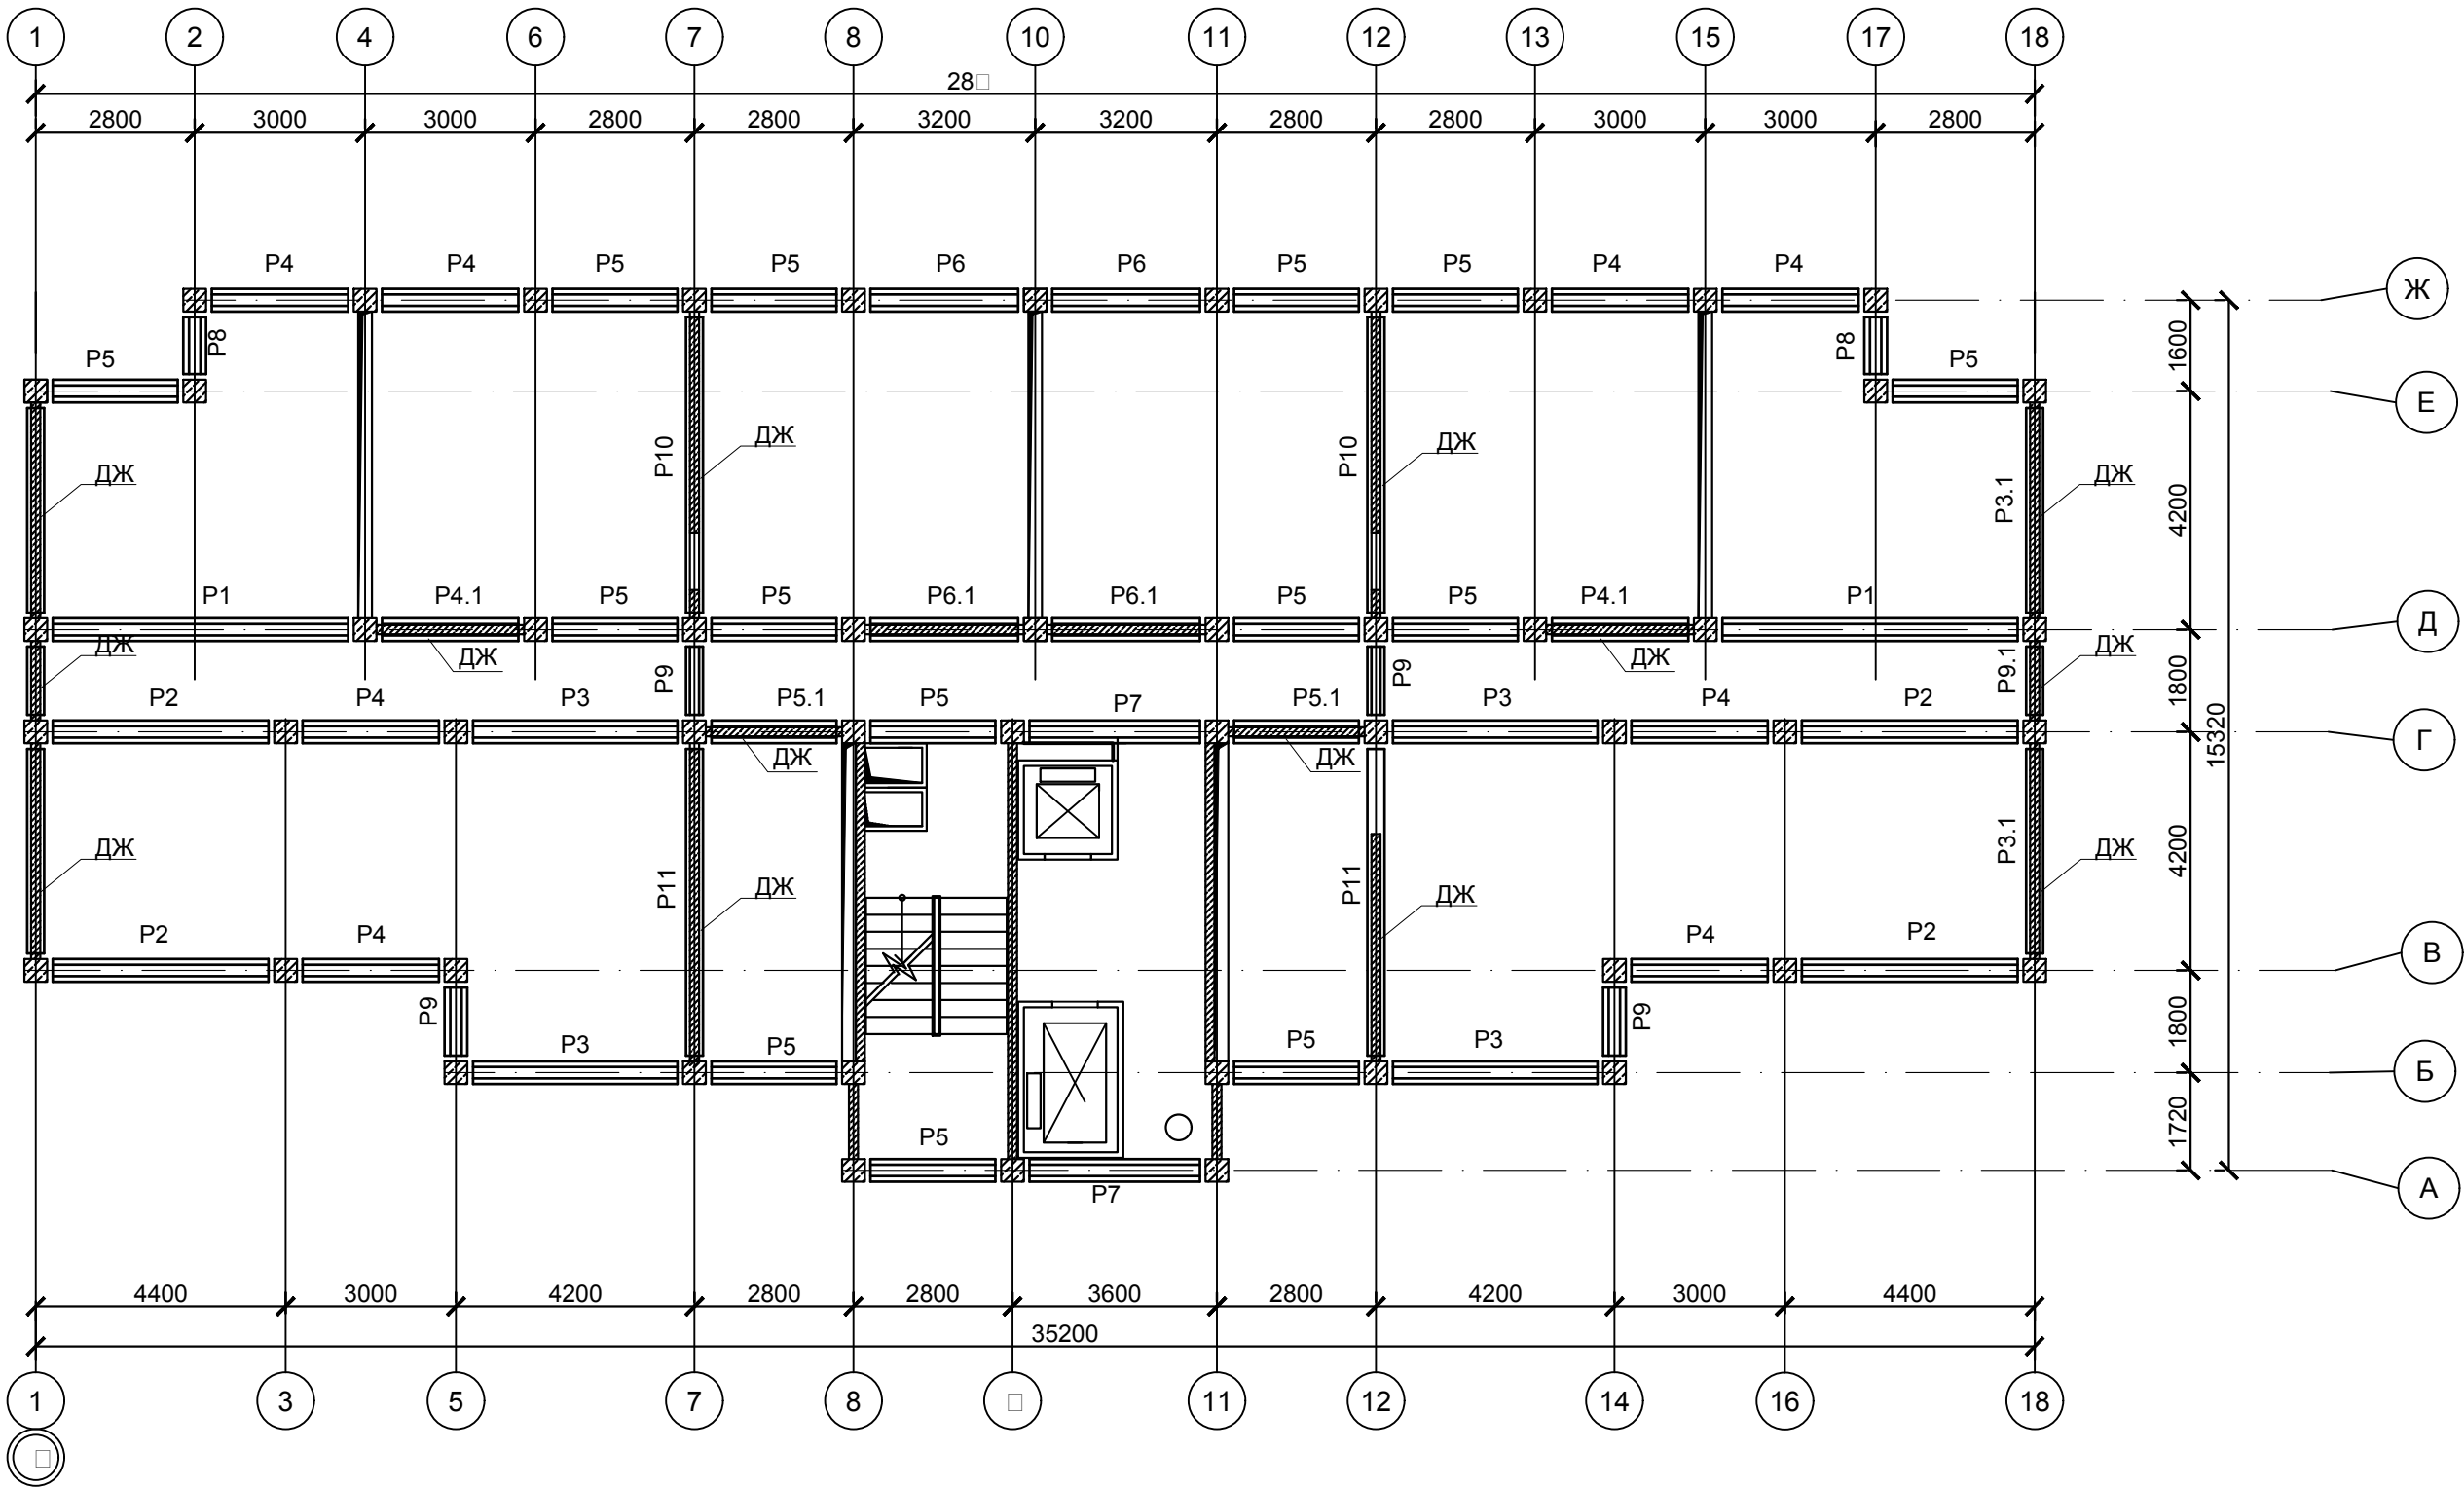 1 2 4 6 7 8 10 11 12 13 15 17 18
28
2800 3000 3000 2800 2800 3200 3200 2800 2800 3000 3000 2800
Р4 Р4 Р5 Р5 Р6 Р6 Р5 Р5 Р4 Р4
Ж
Р8 Р8 1600
Р5 Р5
Е
ДЖ ДЖ
Р10 Р10
ДЖ ДЖ
Р3.1 4200
Р1 Р4.1 Р5 Р5 Р6.1 Р6.1 Р5 Р5 Р4.1 Р1
Д
ДЖ ДЖ ДЖ ДЖ
Р9 Р9 Р9.1 1800
Р2 Р4 Р3 Р5.1 Р5 Р7 Р5.1 Р3 Р4 Р2
15320
Г
ДЖ ДЖ
ДЖ ДЖ
Р3.1 4200
Р11 Р11
ДЖ ДЖ
Р2 Р4 Р4 Р2
В
Р9 Р9 1800
Р3 Р5 Р5 Р3
Б
Р5 1720
Р7
А
4400 3000 4200 2800 2800 3600 2800 4200 3000 4400
35200
1 3 5 7 8 11 12 14 16 18